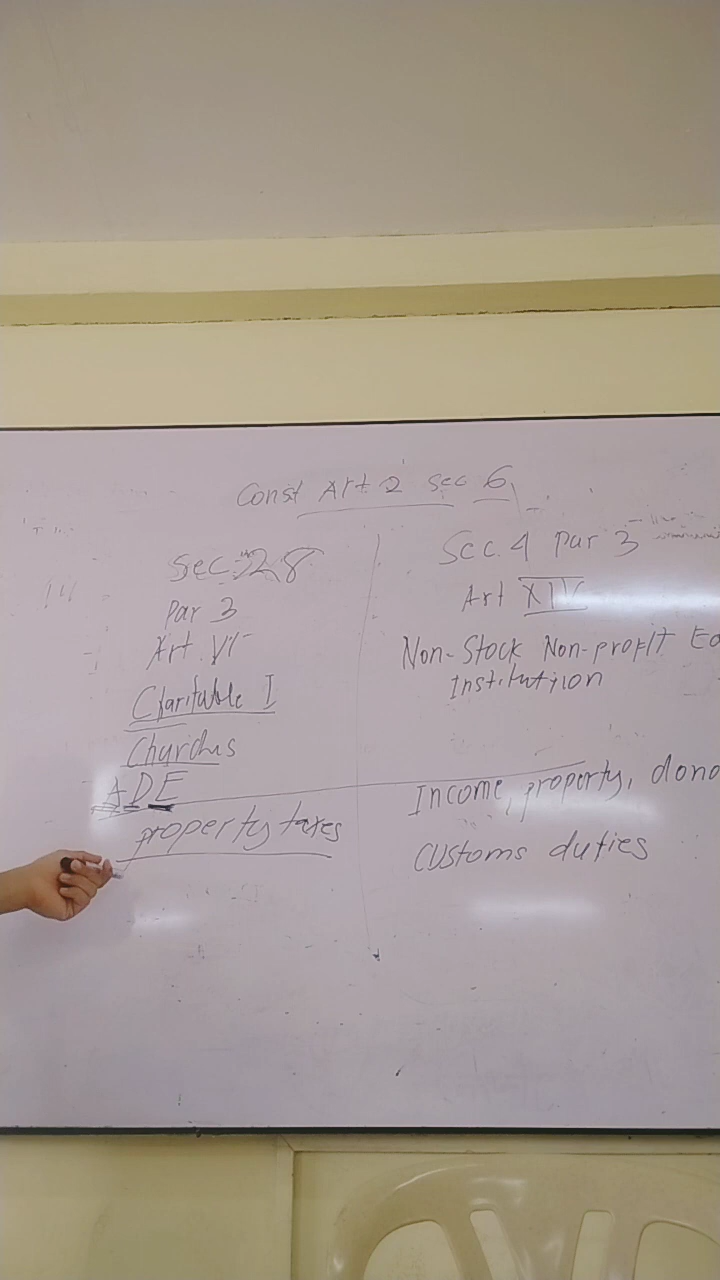 Const Art 2 sec 6
Sec. 28
Par 3
Art. VI
Charitable I
Churches
ADE
property taxes
Sec. 4 par 3
Art XIV
Non-Stock Non-profit Ed
Institution
Income, property, dono
customs duties